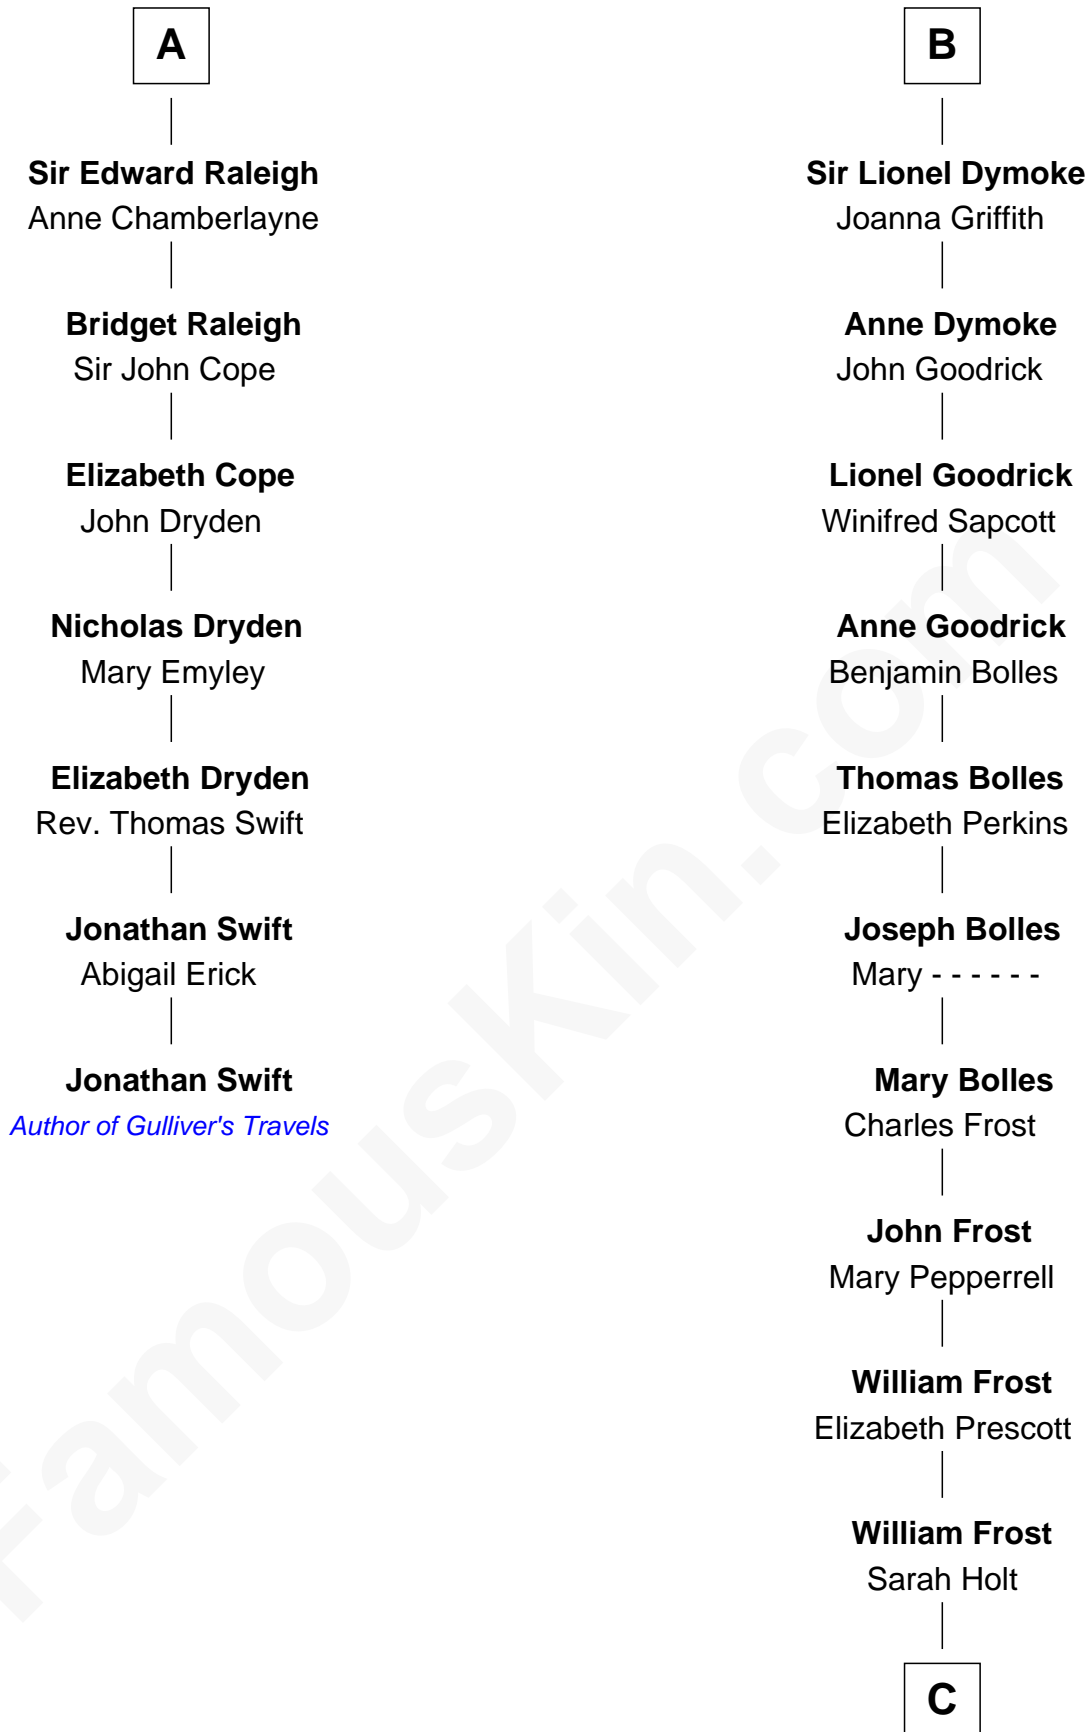 A
Sir Edward Raleigh
Anne Chamberlayne
Bridget Raleigh
Sir John Cope
Elizabeth Cope
John Dryden
Nicholas Dryden
Mary Emyley
Elizabeth Dryden
Rev. Thomas Swift
Jonathan Swift
Abigail Erick
Jonathan Swift
Author of Gulliver's Travels
B
Sir Lionel Dymoke
Joanna Griffith
Anne Dymoke
John Goodrick
Lionel Goodrick
Winifred Sapcott
Anne Goodrick
Benjamin Bolles
Thomas Bolles
Elizabeth Perkins
Joseph Bolles
Mary - - - - - -
Mary Bolles
Charles Frost
John Frost
Mary Pepperrell
William Frost
Elizabeth Prescott
William Frost
Sarah Holt
C
FamousKin.com